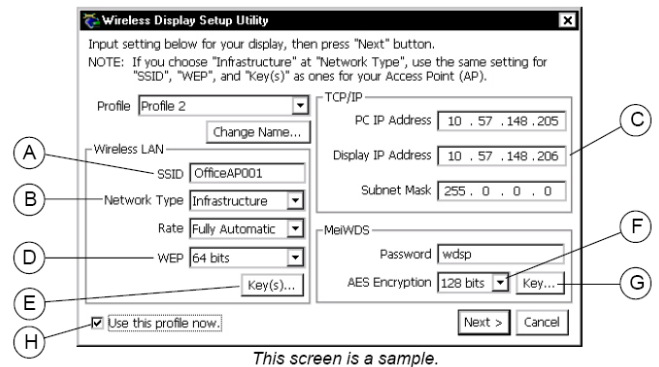 Wireless Display Setup Utility
Input setting below for your display, then press "Next" button.
NOTE: If you choose "Infrastructure" at "Network Type", use the same setting for
"SSID", "WEP", and "Key(s)" as ones for your Access Point (AP).
Profile Profile 2
Change Name...
Wireless LAN
A
SSID OfficeAP001
B
Network Type Infrastructure
Rate Fully Automatic
D
WEP 64 bits
E
Key(s)...
H
Use this profile now.
TCP/IP
PC IP Address 10 . 57 . 148 . 205
C
Display IP Address 10 . 57 . 148 . 206
Subnet Mask 255 . 0 . 0 . 0
MeiWDS
F
Password wdsp
AES Encryption 128 bits Key...
G
Next > Cancel
This screen is a sample.